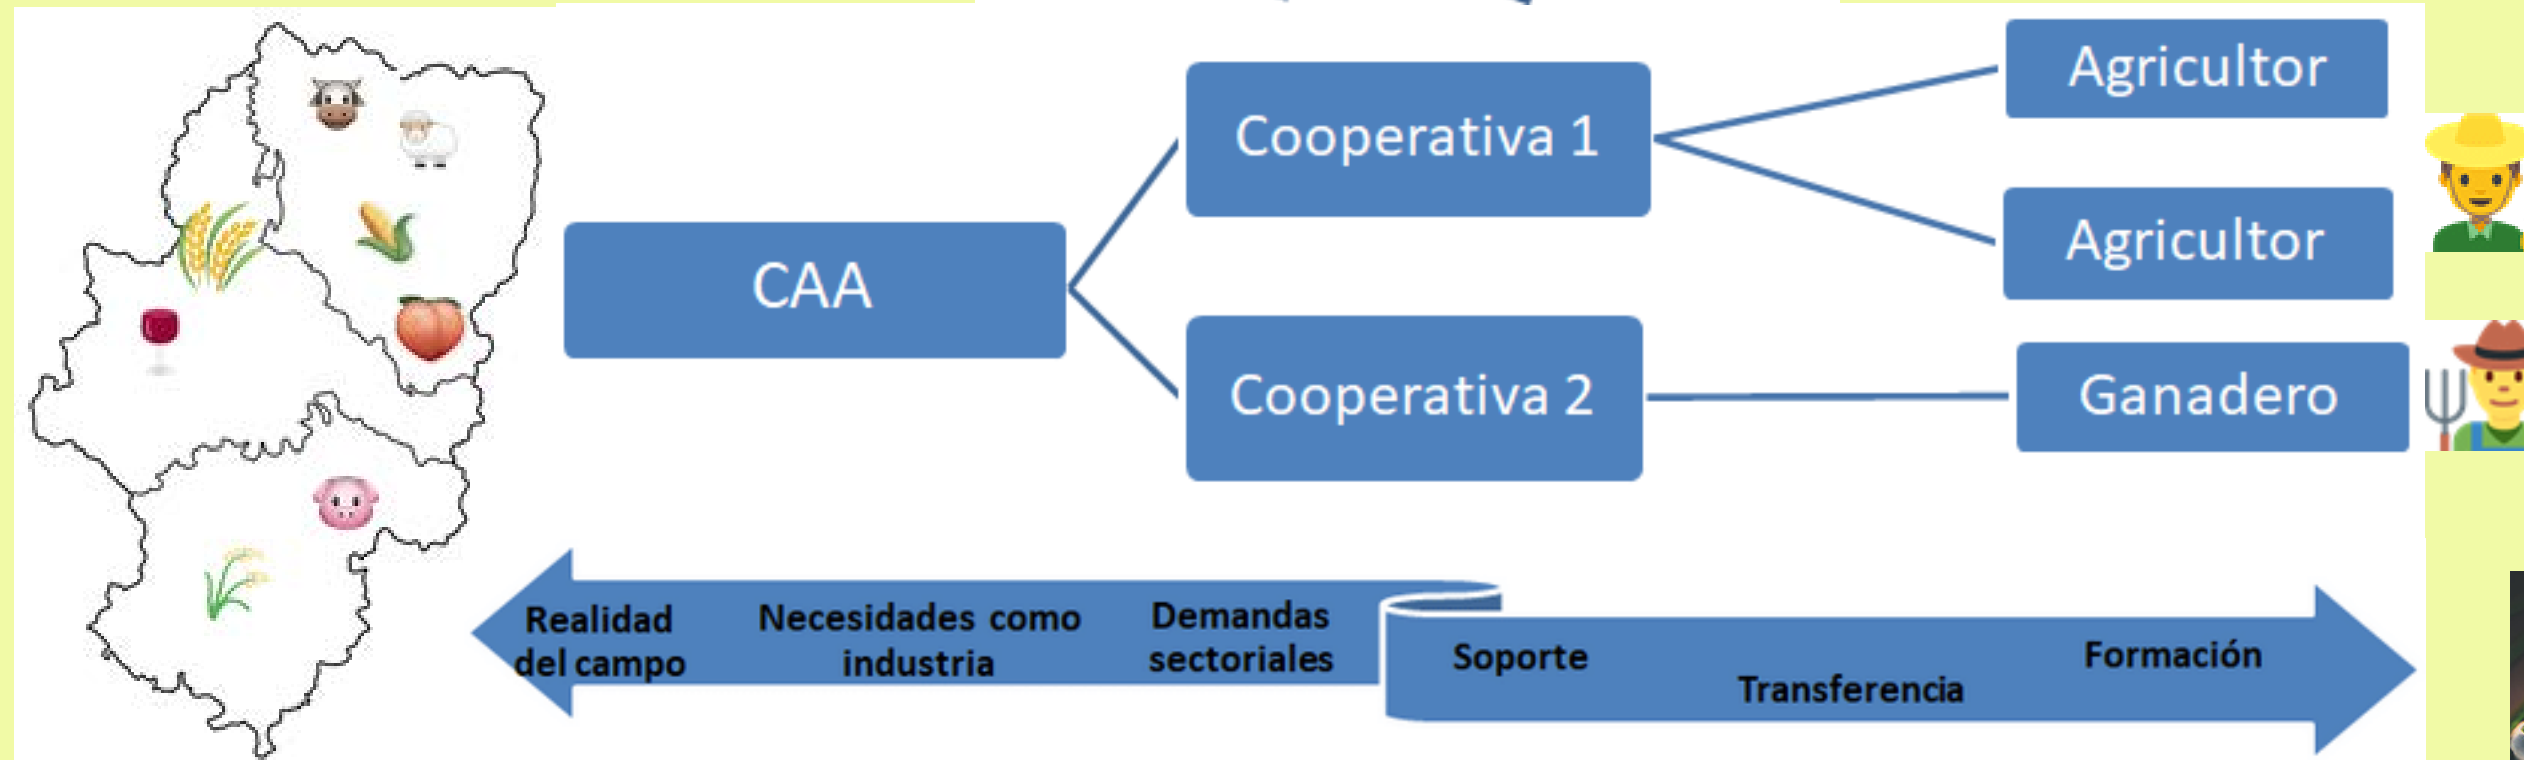 Agricultor
Cooperativa 1
Agricultor
CAA
Cooperativa 2
Ganadero
Realidad
del campo
Necesidades como
industria
Demandas
sectoriales
Soporte
Transferencia
Formación